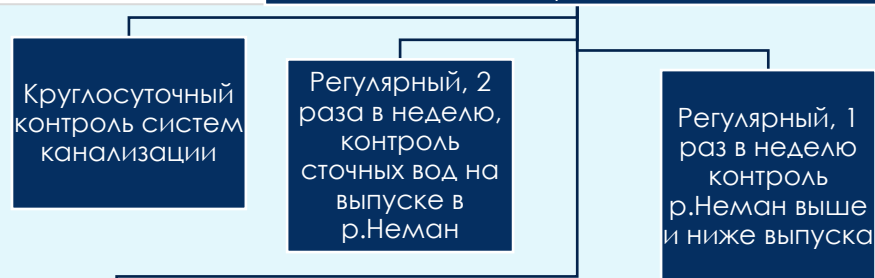 Круглосуточный
контроль систем
канализации
Регулярный, 2
раза в неделю,
контроль
сточных вод на
выпуске в
р.Неман
Регулярный, 1
раз в неделю
контроль
р.Неман выше
и ниже выпуска